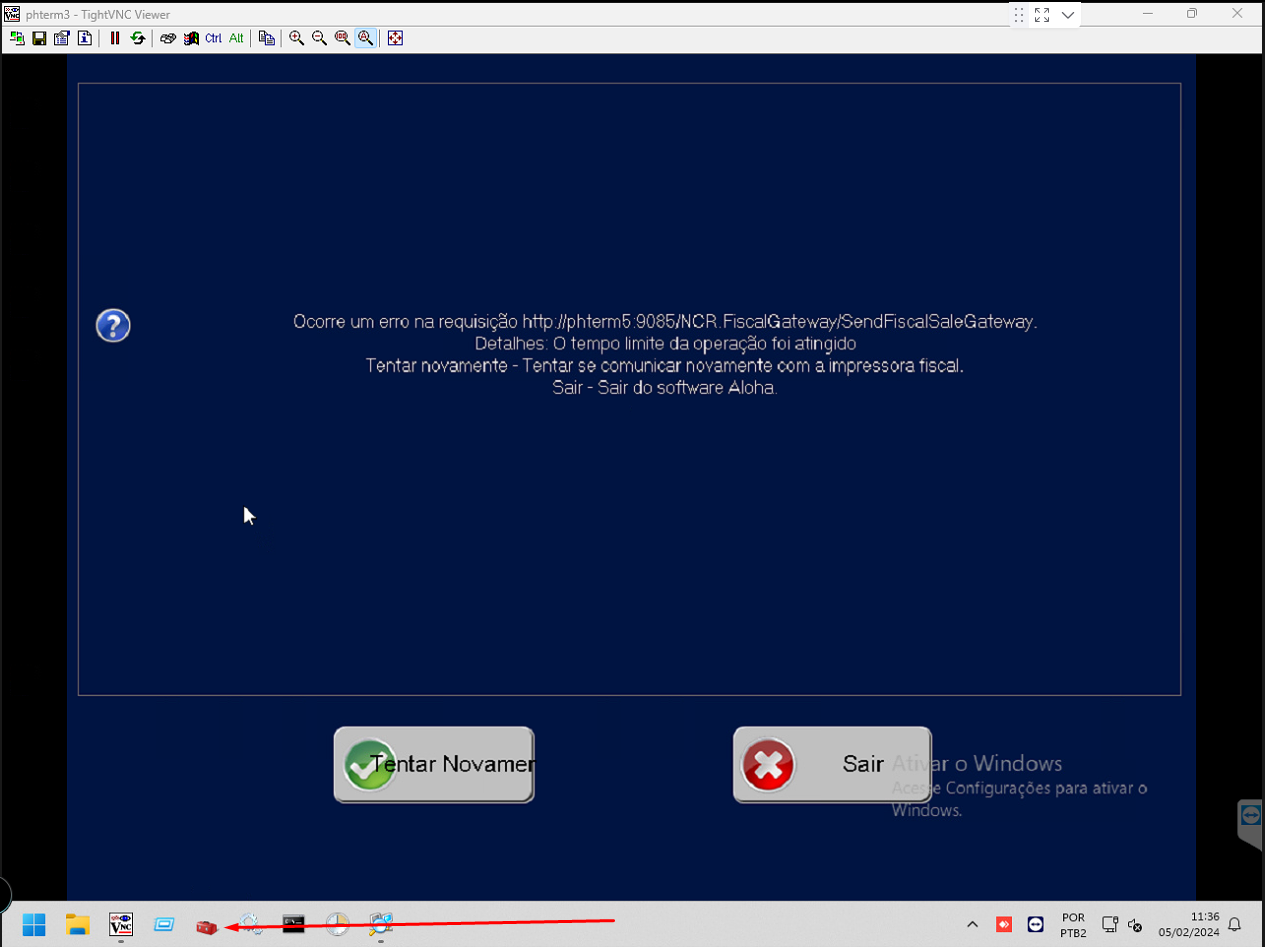 phterm3 - TightVNC Viewer
Ctrl Alt
Ocorre um erro na requisição http://phterm5:9085/NCR.FiscalGateway/SendFiscalSaleGateway.
Detalhes: O tempo limite da operação foi atingido
Tentar novamente - Tentar se comunicar novamente com a impressora fiscal.
Sair - Sair do software Aloha.
Tentar Novamen
Sair
Ativar o Windows
Acesse Configurações para ativar o
Windows.
POR
PTB2
11:36
05/02/2024